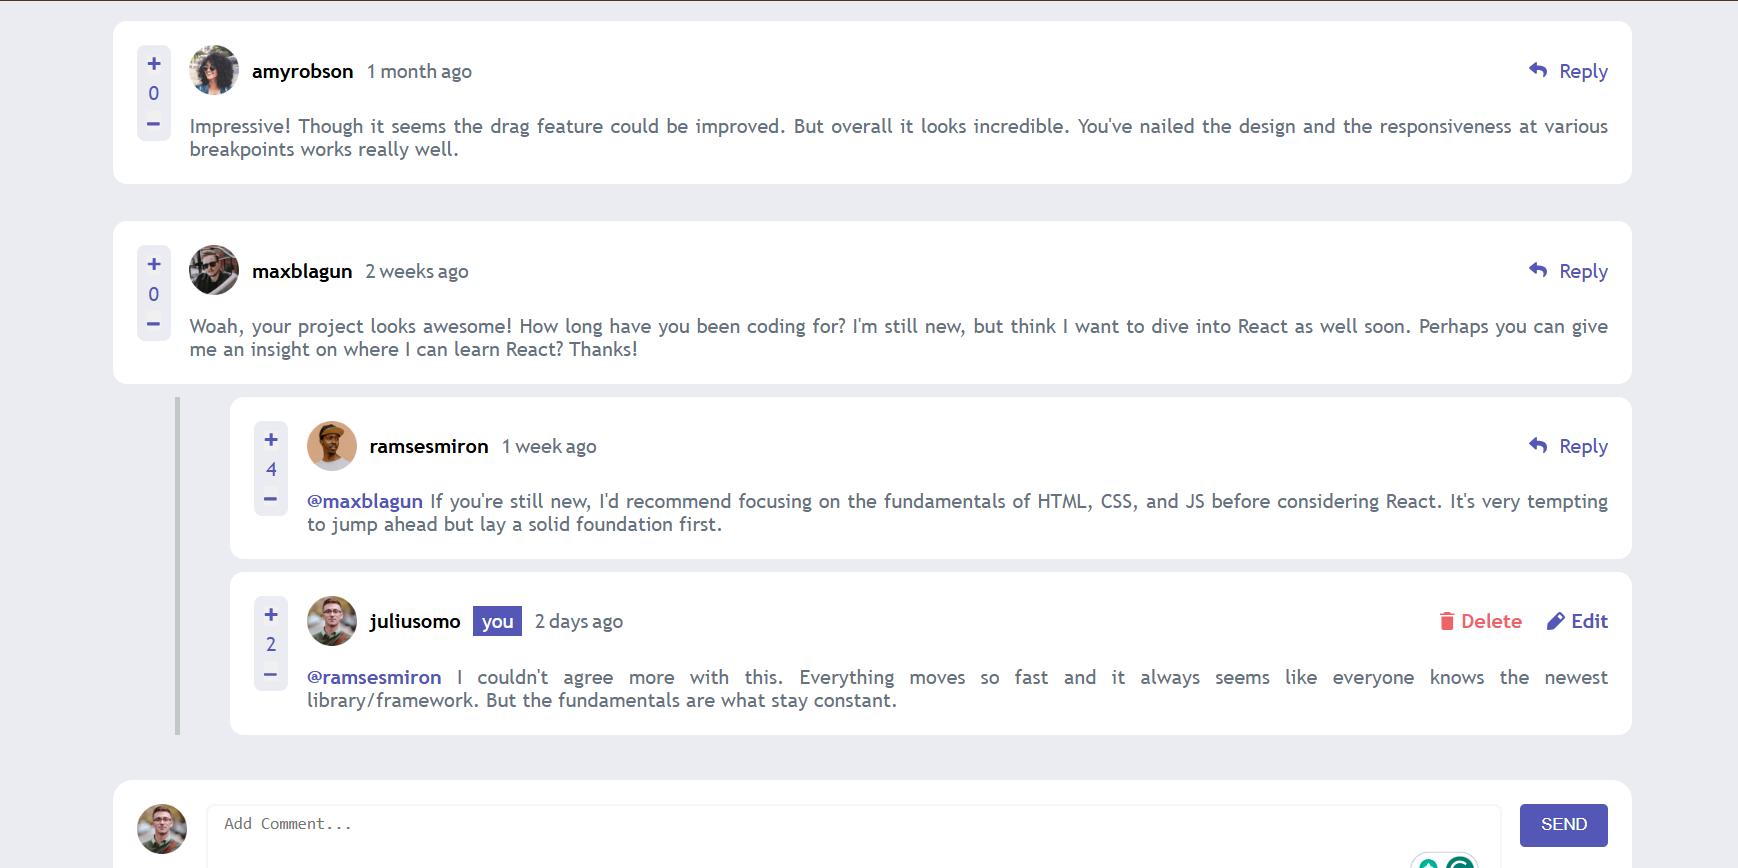 amyrobson 1 month ago
Reply
+
0
−
Impressive! Though it seems the drag feature could be improved. But overall it looks incredible. You've nailed the design and the responsiveness at various
breakpoints works really well.
maxblagun 2 weeks ago
Reply
+
0
−
Woah, your project looks awesome! How long have you been coding for? I'm still new, but think I want to dive into React as well soon. Perhaps you can give
me an insight on where I can learn React? Thanks!
ramsesmiron 1 week ago
Reply
+
4
−
@maxblagun If you're still new, I'd recommend focusing on the fundamentals of HTML, CSS, and JS before considering React. It's very tempting
to jump ahead but lay a solid foundation first.
juliusomo you 2 days ago
Delete Edit
+
2
−
@ramsesmiron I couldn't agree more with this. Everything moves so fast and it always seems like everyone knows the newest
library/framework. But the fundamentals are what stay constant.
Add Comment...
SEND